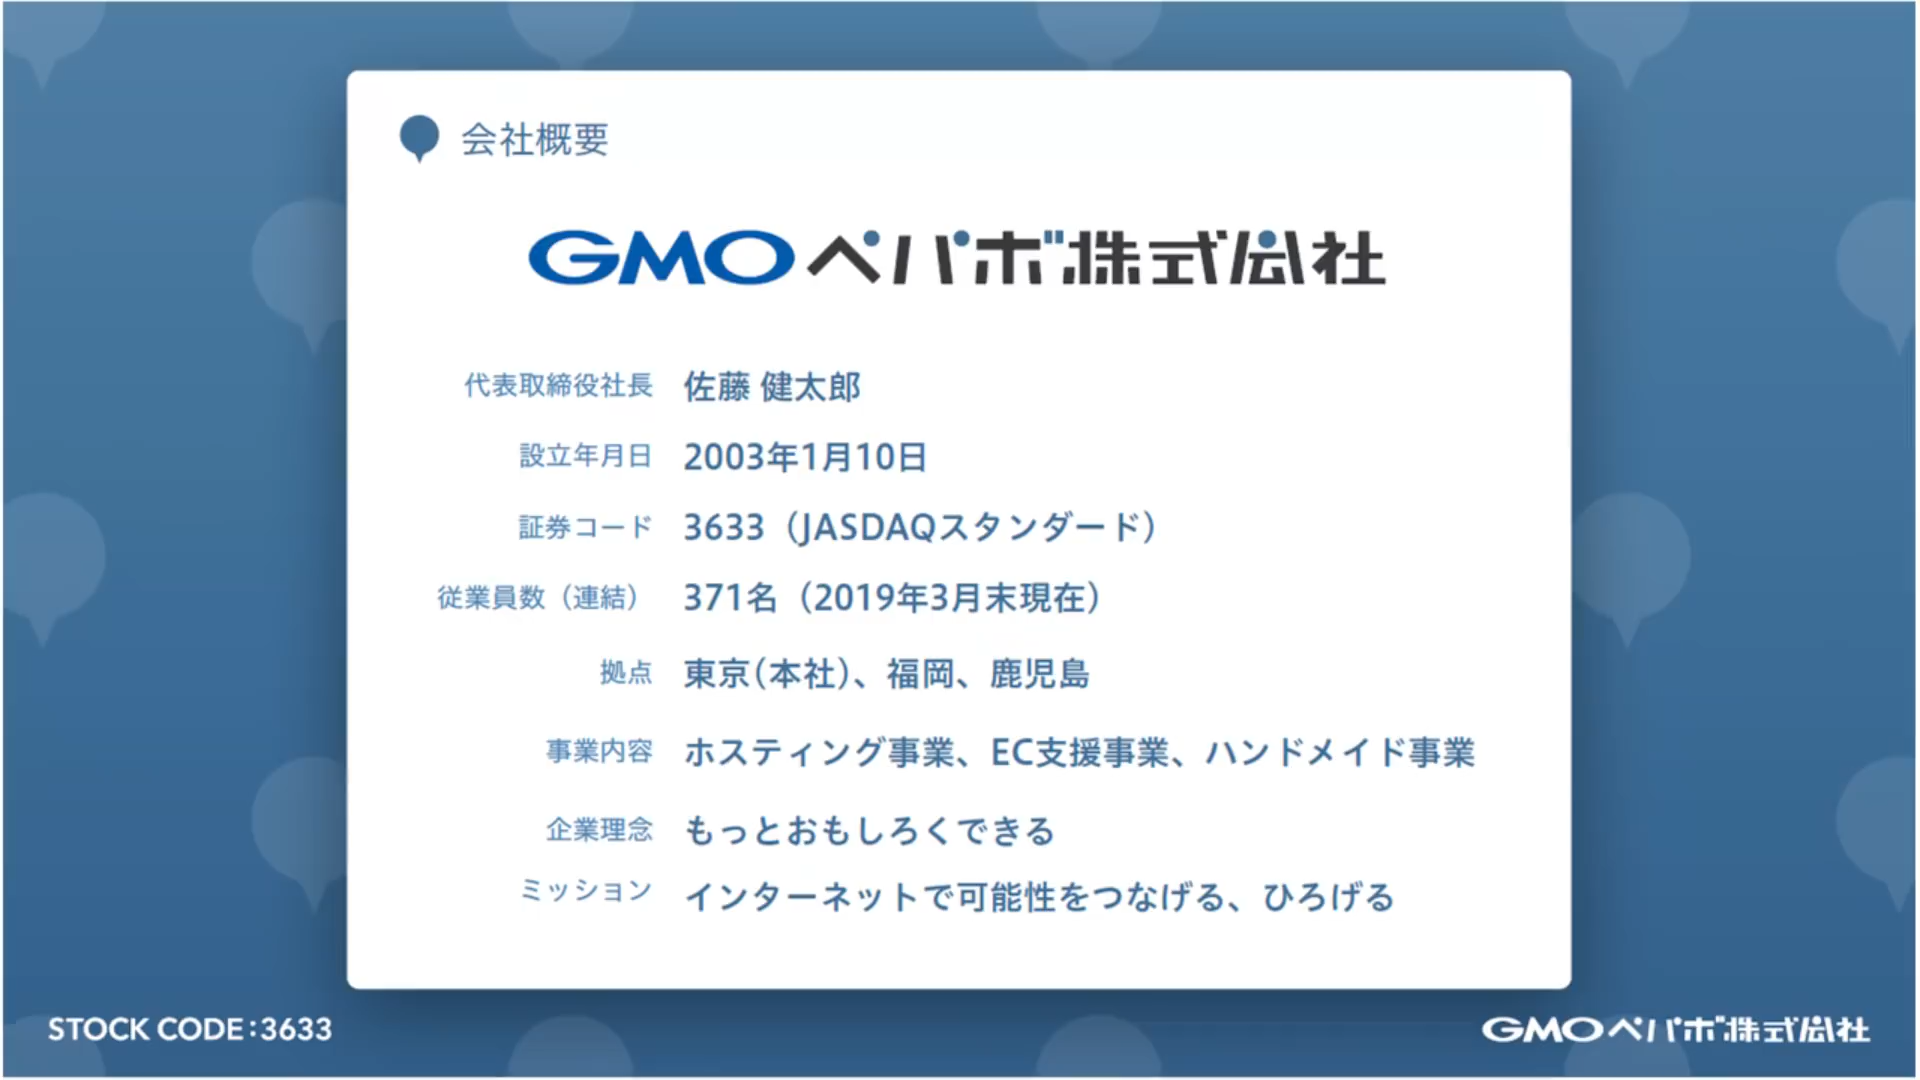 会社概要
GMOペパボ株式会社
代表取締役社長 佐藤 健太郎
設立年月日 2003年1月10日
証券コード 3633（JASDAQスタンダード）
従業員数（連結） 371名（2019年3月末現在）
拠点 東京(本社)、福岡、鹿児島
事業内容 ホスティング事業、EC支援事業、ハンドメイド事業
企業理念 もっとおもしろくできる
ミッション インターネットで可能性をつなげる、ひろげる
STOCK CODE:3633
GMOペパボ株式会社